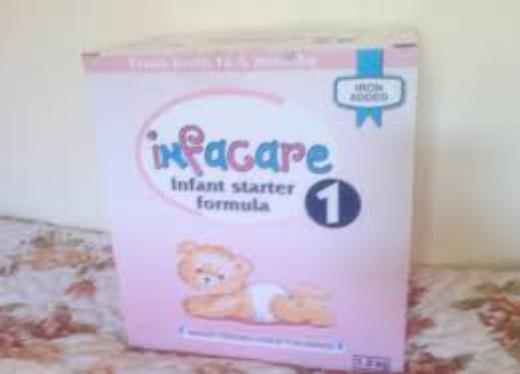 From birth to 6 months
IRON
ADDED
infacare
Infant starter
formula
1